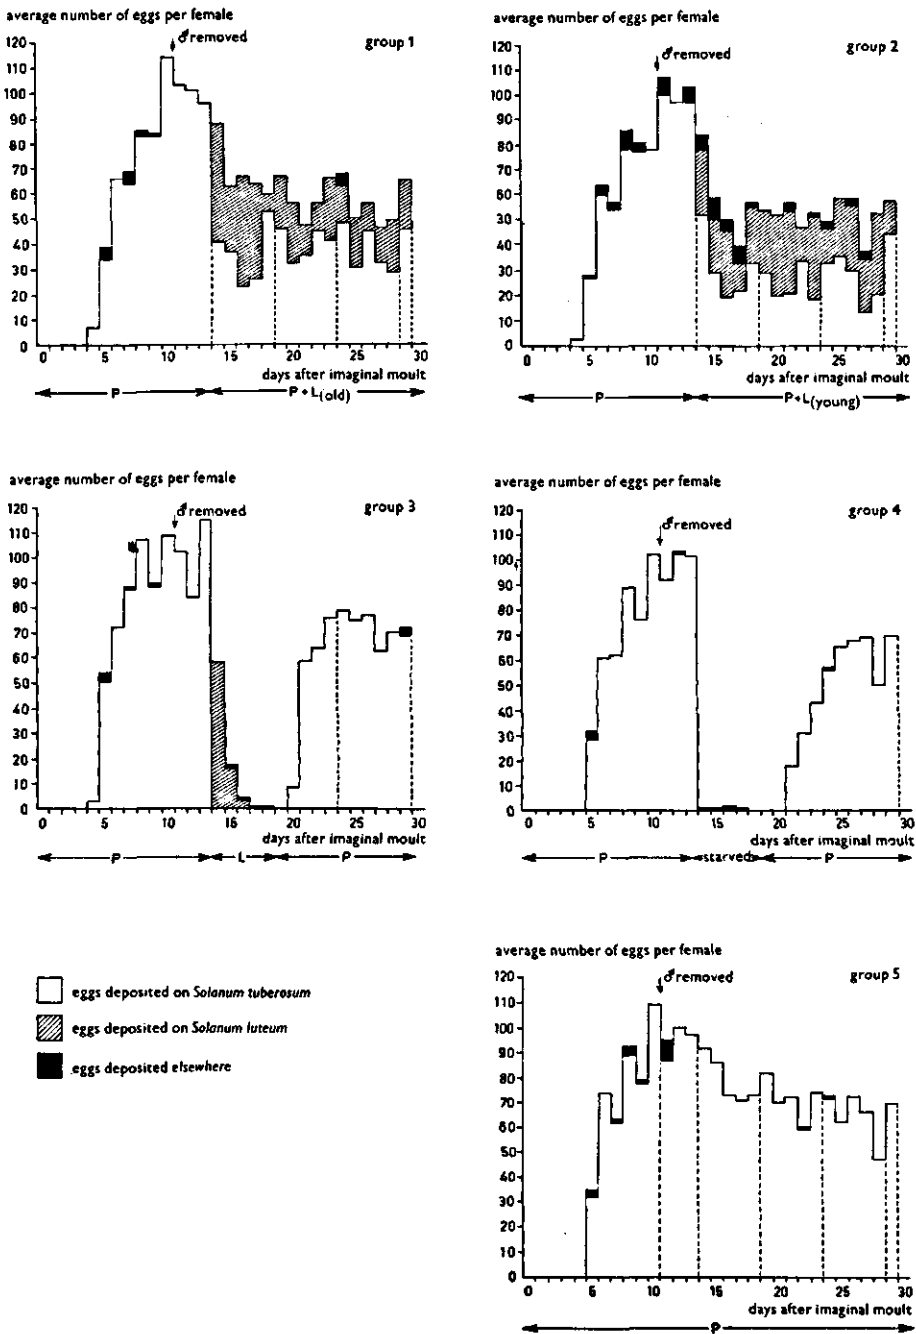 average number of eggs per female
♂ removed
group 1
120
110
100
90
80
70
60
50
40
30
20
10
0
0 5 10 15 20 25 30
days after imaginal moult
P P + L(old)
average number of eggs per female
♂ removed
group 2
120
110
100
90
80
70
60
50
40
30
20
10
0
0 5 10 15 20 25 30
days after imaginal moult
P P+L(young)
average number of eggs per female
♂ removed
group 3
120
110
100
90
80
70
60
50
40
30
20
10
0
0 5 10 15 20 25 30
days after imaginal moult
P L P
average number of eggs per female
♂ removed
group 4
120
110
100
90
80
70
60
50
40
30
20
10
0
0 5 10 15 20 25 30
days after imaginal moult
P starved P
eggs deposited on Solanum tuberosum
eggs deposited on Solanum luteum
eggs deposited elsewhere
average number of eggs per female
♂ removed
group 5
120
110
100
90
80
70
60
50
40
30
20
10
0
0 5 10 15 20 25 30
days after imaginal moult
P